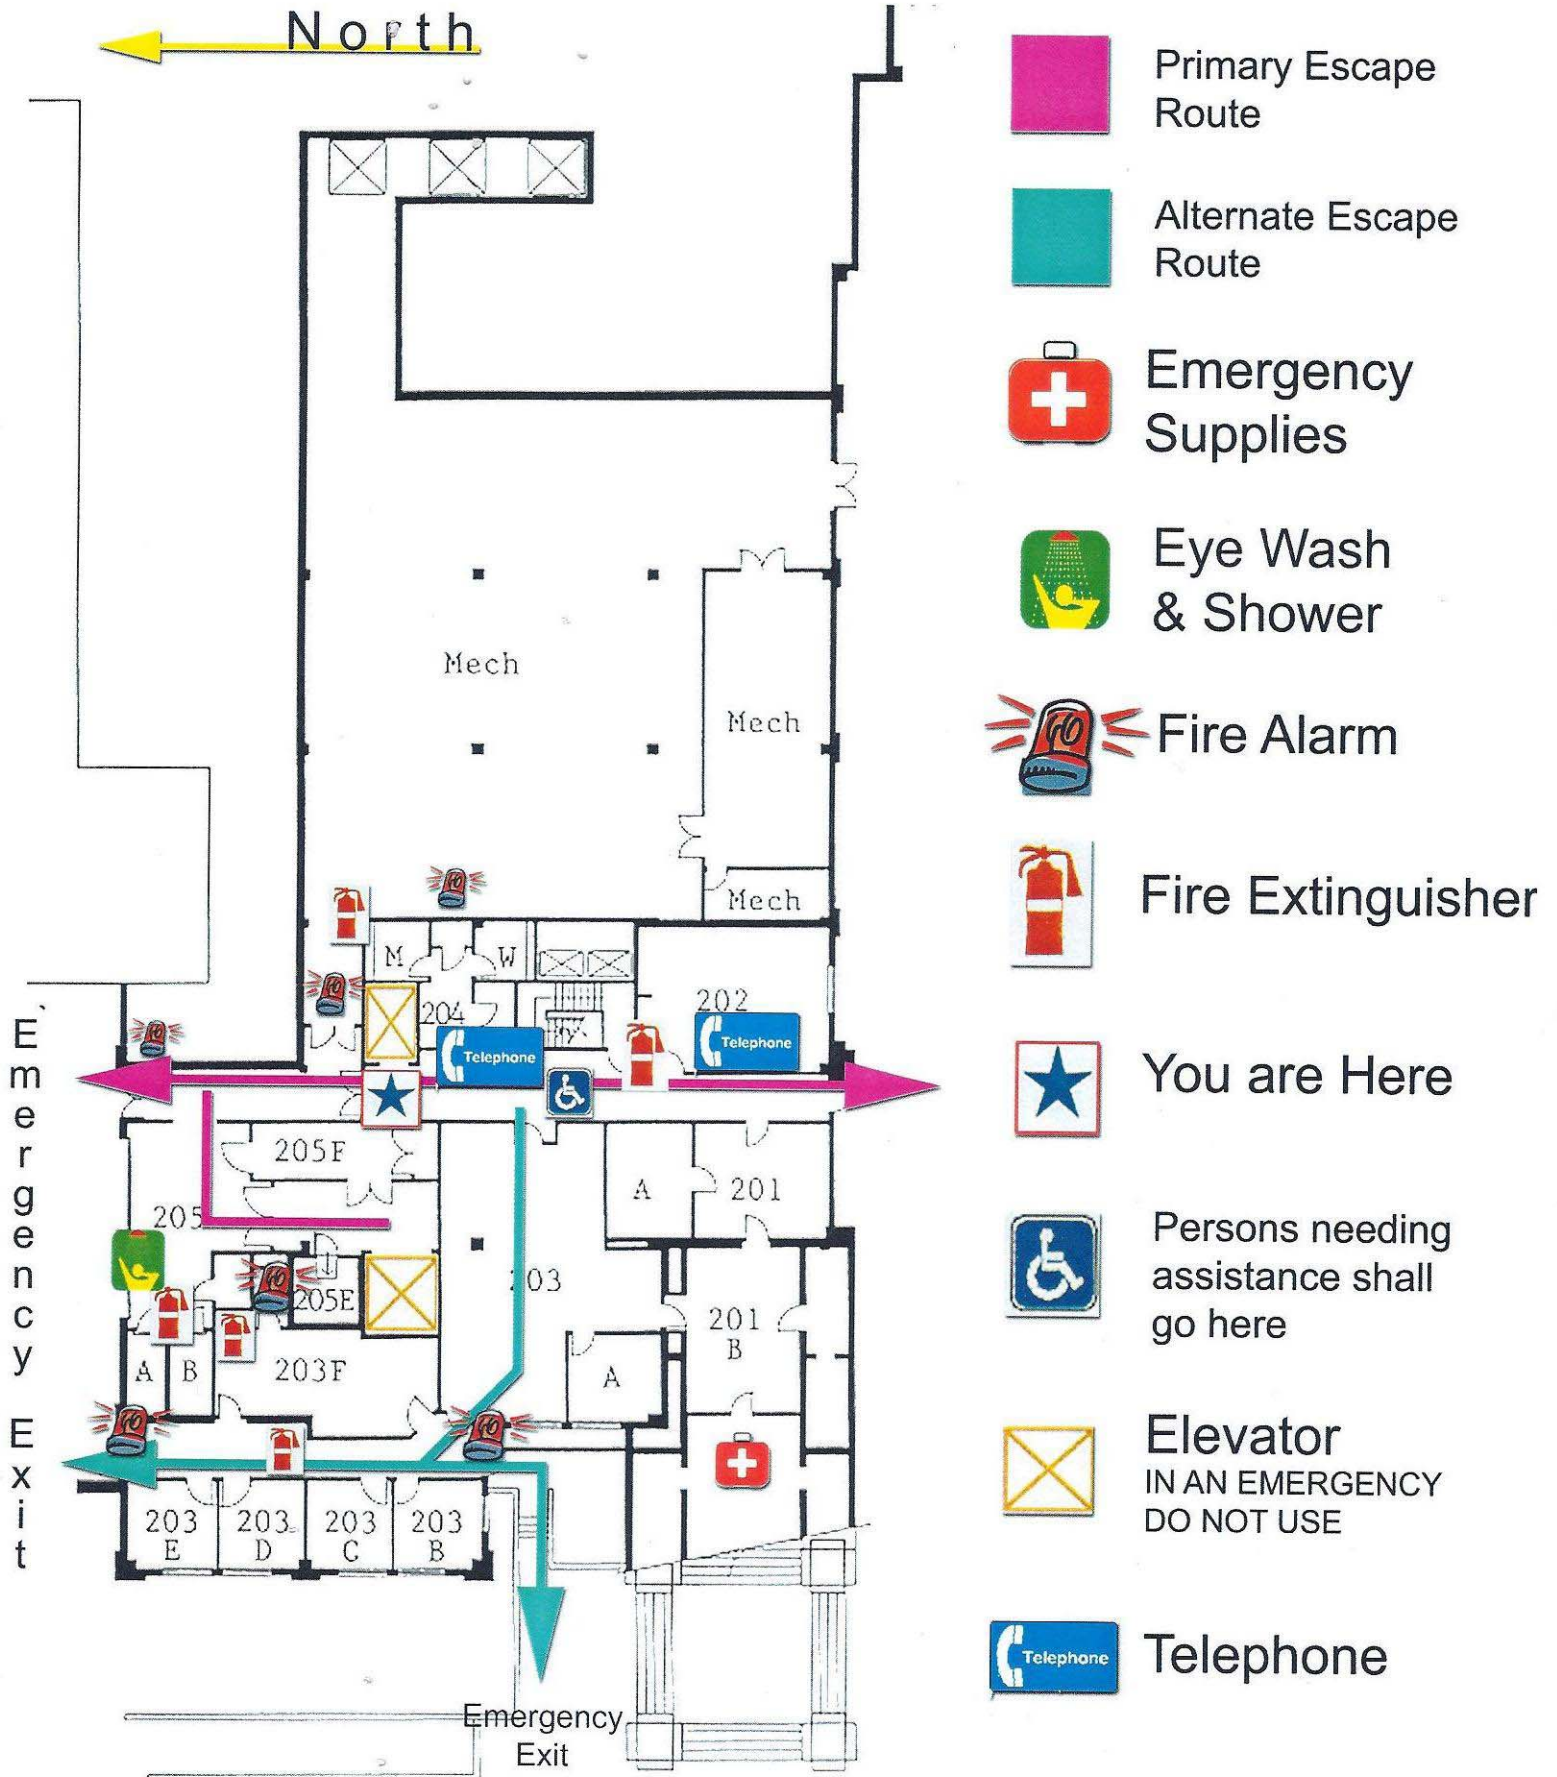 North
Primary Escape
Route
Alternate Escape
Route
Emergency
Supplies
Eye Wash
& Shower
Fire Alarm
Fire Extinguisher
You are Here
Persons needing
assistance shall
go here
Elevator
IN AN EMERGENCY
DO NOT USE
Telephone
Telephone
Mech
Mech
Mech
M
W
204
202
Telephone
Telephone
205F
A
201
205
203
205E
201
B
A
B
203F
A
203
E
203
D
203
C
203
B
Emergency Exit
Emergency
Exit